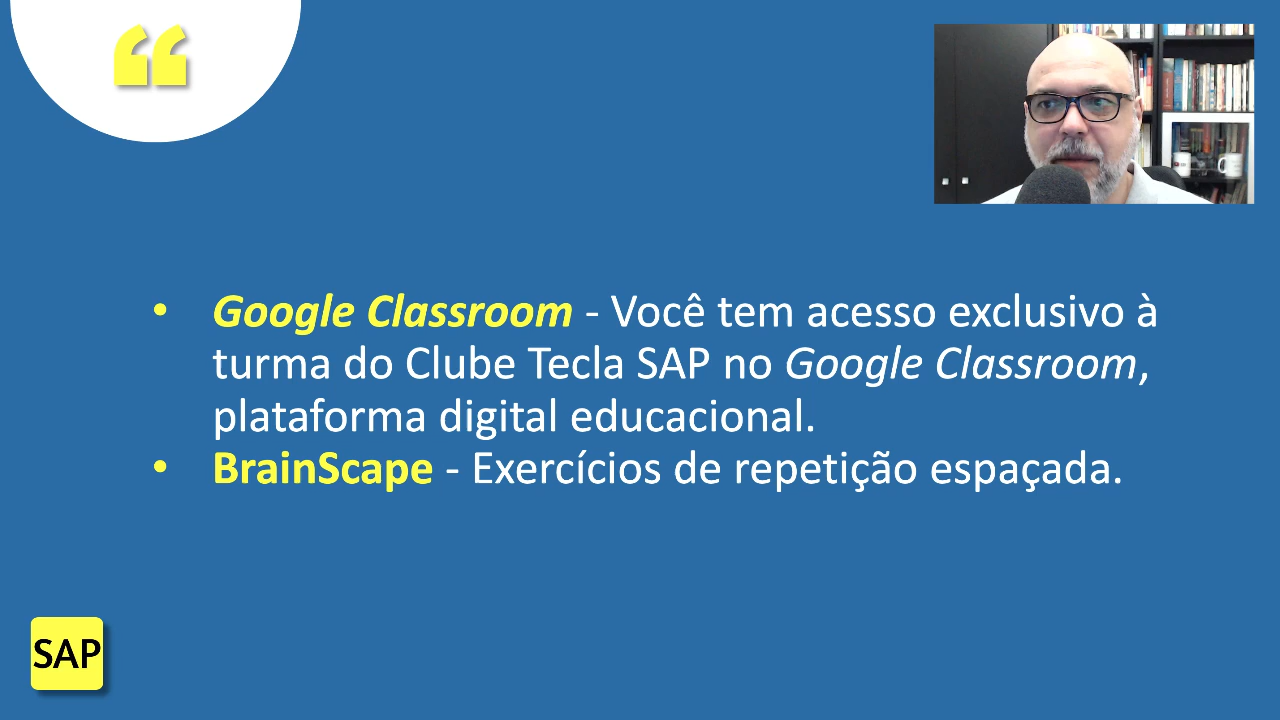 “
• Google Classroom - Você tem acesso exclusivo à
turma do Clube Tecla SAP no Google Classroom,
plataforma digital educacional.
• BrainScape - Exercícios de repetição espaçada.
SAP